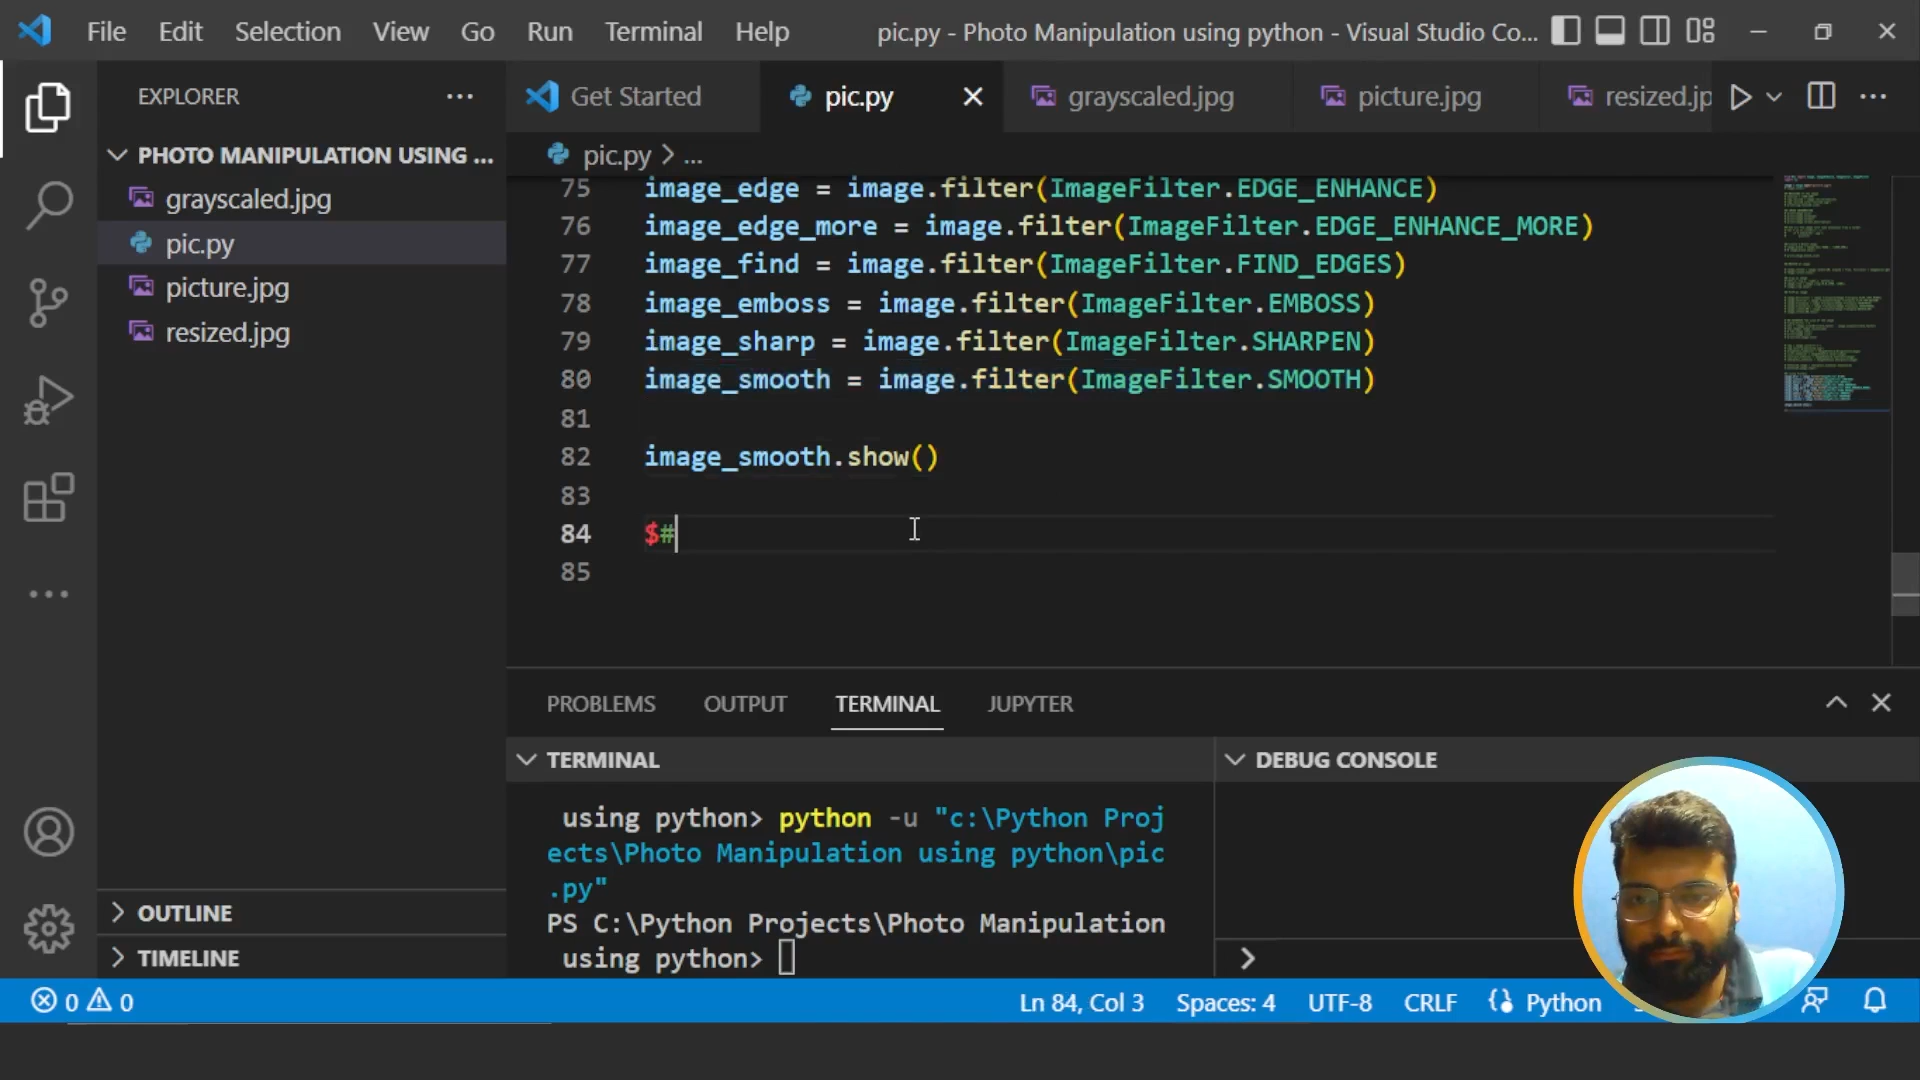 File Edit Selection View Go Run Terminal Help pic.py - Photo Manipulation using python - Visual Studio Co...
EXPLORER
Get Started pic.py grayscaled.jpg picture.jpg resized.jp
PHOTO MANIPULATION USING ...
pic.py > ...
grayscaled.jpg
pic.py
picture.jpg
resized.jpg
75 image_edge = image.filter(ImageFilter.EDGE_ENHANCE)
76 image_edge_more = image.filter(ImageFilter.EDGE_ENHANCE_MORE)
77 image_find = image.filter(ImageFilter.FIND_EDGES)
78 image_emboss = image.filter(ImageFilter.EMBOSS)
79 image_sharp = image.filter(ImageFilter.SHARPEN)
80 image_smooth = image.filter(ImageFilter.SMOOTH)
81
82 image_smooth.show()
83
84 $#
85
PROBLEMS OUTPUT TERMINAL JUPYTER
TERMINAL
using python> python -u "c:\Python Proj
ects\Photo Manipulation using python\pic
.py"
PS C:\Python Projects\Photo Manipulation
using python>
DEBUG CONSOLE
>
OUTLINE
TIMELINE
0 0 Ln 84, Col 3 Spaces: 4 UTF-8 CRLF Python